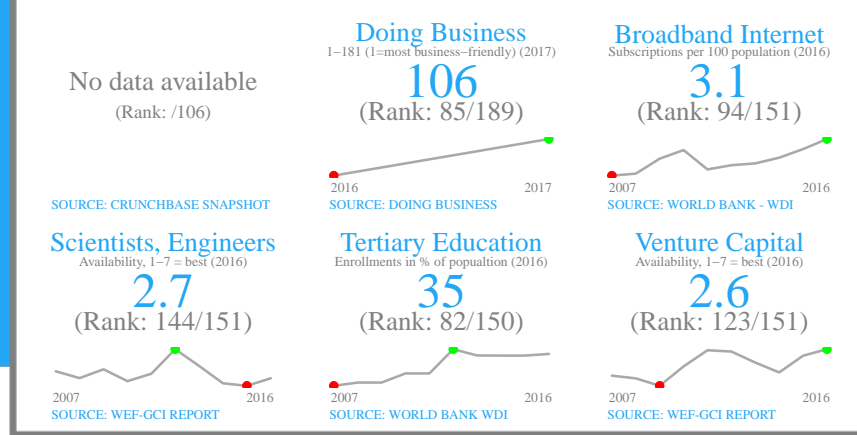 No data available
(Rank: /106)
SOURCE: CRUNCHBASE SNAPSHOT
Doing Business
1−181 (1=most business−friendly) (2017)
106
(Rank: 85/189)
2016 2017
SOURCE: DOING BUSINESS
Broadband Internet
Subscriptions per 100 population (2016)
3.1
(Rank: 94/151)
2007 2016
SOURCE: WORLD BANK - WDI
Scientists, Engineers
Availability, 1−7 = best (2016)
2.7
(Rank: 144/151)
2007 2016
SOURCE: WEF-GCI REPORT
Tertiary Education
Enrollments in % of popualtion (2016)
35
(Rank: 82/150)
2007 2016
SOURCE: WORLD BANK WDI
Venture Capital
Availability, 1−7 = best (2016)
2.6
(Rank: 123/151)
2007 2016
SOURCE: WEF-GCI REPORT